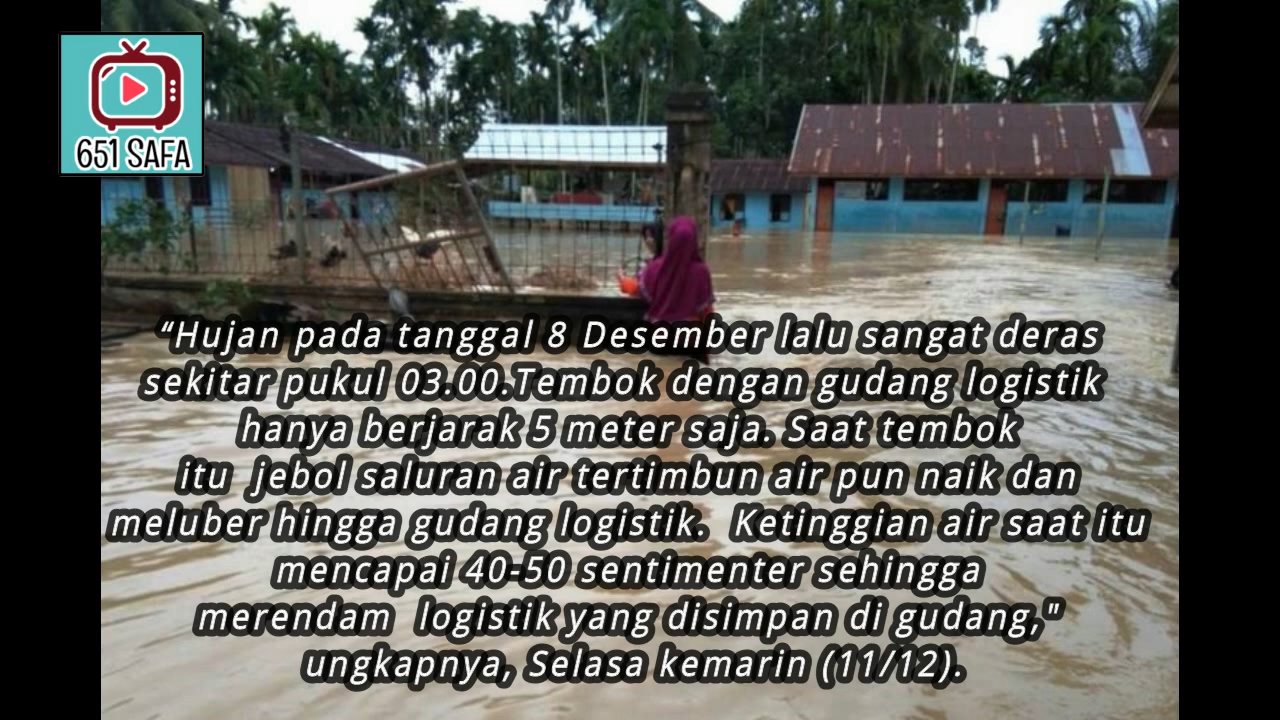 651 SAFA
“Hujan pada tanggal 8 Desember lalu sangat deras
sekitar pukul 03.00.Tembok dengan gudang logistik
hanya berjarak 5 meter saja. Saat tembok
itu  jebol saluran air tertimbun air pun naik dan
meluber hingga gudang logistik.  Ketinggian air saat itu
mencapai 40-50 sentimenter sehingga
merendam  logistik yang disimpan di gudang,"
ungkapnya, Selasa kemarin (11/12).